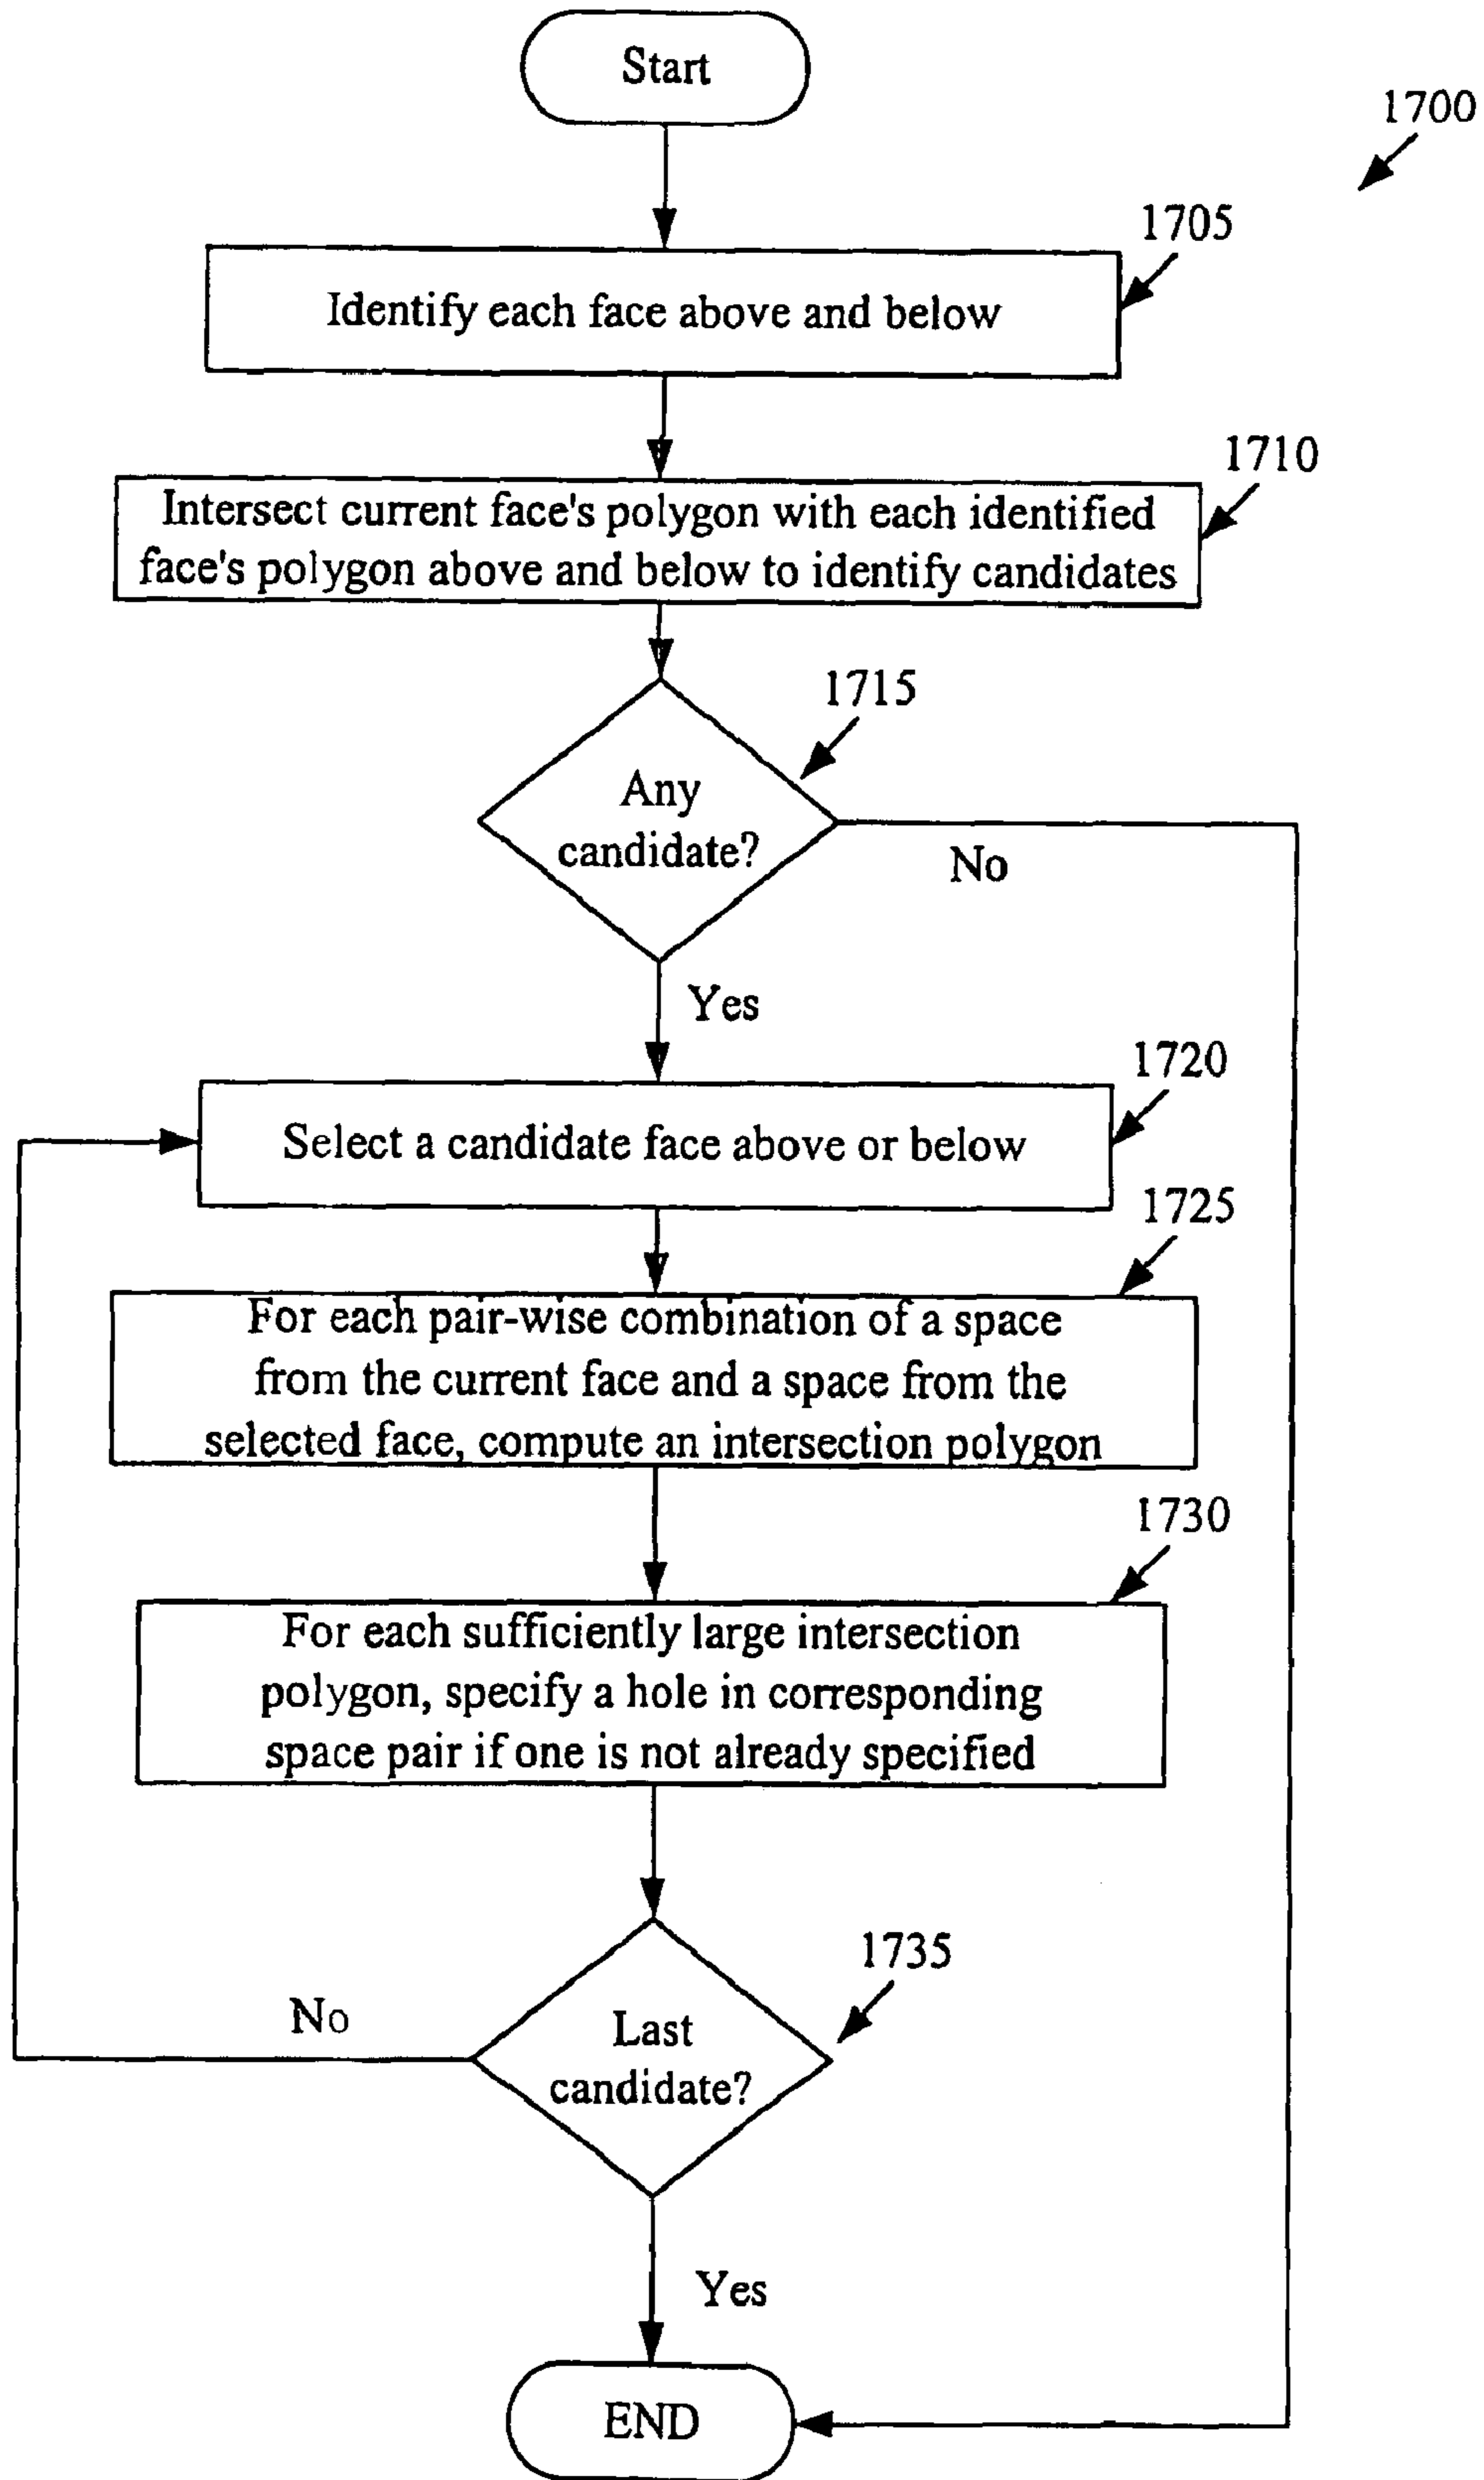 Start
1700
1705
Identify each face above and below
1710
Intersect current face's polygon with each identified
face's polygon above and below to identify candidates
1715
Any
candidate?
No
Yes
1720
Select a candidate face above or below
1725
For each pair-wise combination of a space
from the current face and a space from the
selected face, compute an intersection polygon
1730
For each sufficiently large intersection
polygon, specify a hole in corresponding
space pair if one is not already specified
1735
No
Last
candidate?
Yes
END